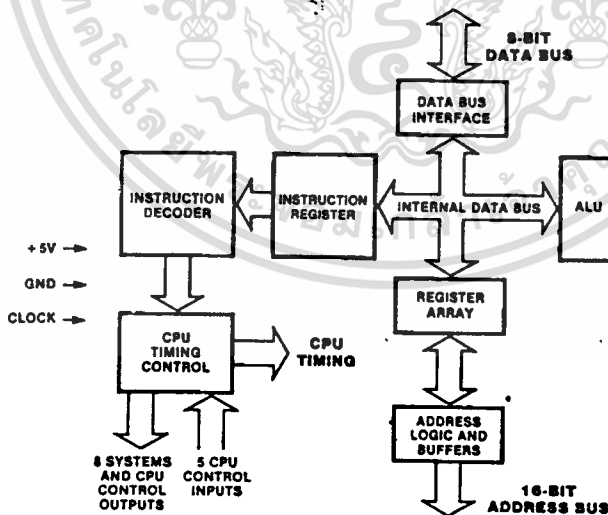 8-BIT
DATA BUS
DATA BUS
INTERFACE
INSTRUCTION
DECODER
INSTRUCTION
REGISTER
INTERNAL DATA BUS
ALU
+5V
GND
CLOCK
REGISTER
ARRAY
CPU
TIMING
CONTROL
CPU
TIMING
ADDRESS
LOGIC AND
BUFFERS
8 SYSTEMS
AND CPU
CONTROL
OUTPUTS
5 CPU
CONTROL
INPUTS
16-BIT
ADDRESS BUS